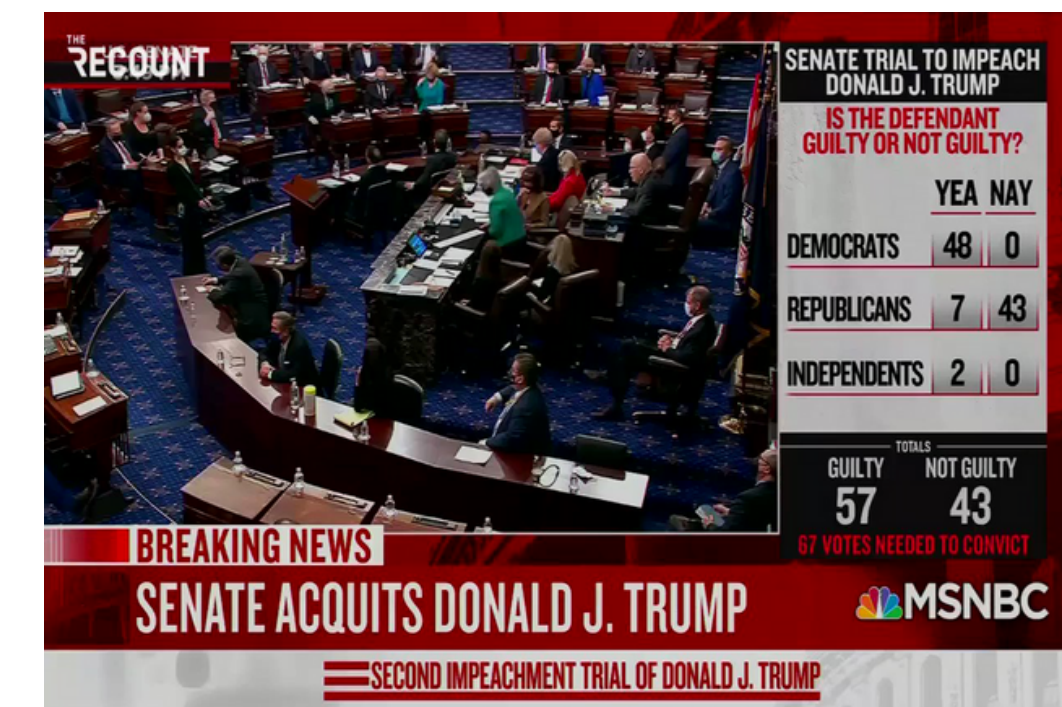 THE
RECOUNT
SENATE TRIAL TO IMPEACH
DONALD J. TRUMP
IS THE DEFENDANT
GUILTY OR NOT GUILTY?
YEA NAY
DEMOCRATS 48 0
REPUBLICANS 7 43
INDEPENDENTS 2 0
TOTALS
GUILTY NOT GUILTY
57 43
67 VOTES NEEDED TO CONVICT
BREAKING NEWS
SENATE ACQUITS DONALD J. TRUMP
MSNBC
SECOND IMPEACHMENT TRIAL OF DONALD J. TRUMP